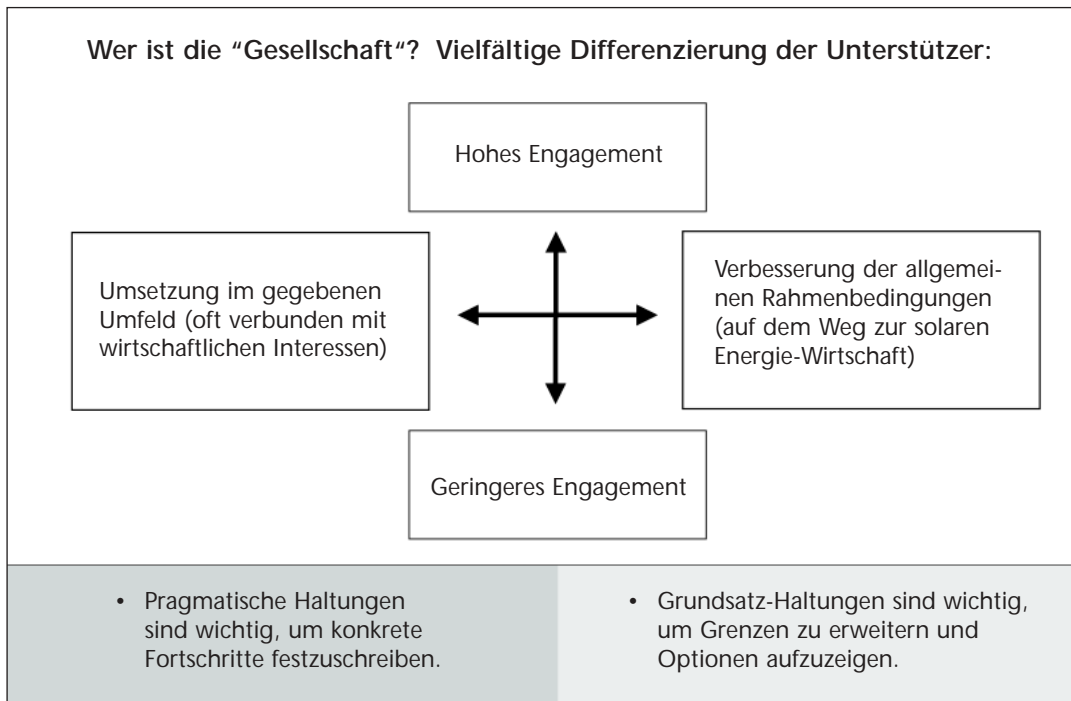 Wer ist die "Gesellschaft"? Vielfältige Differenzierung der Unterstützer:
Hohes Engagement
Umsetzung im gegebenen
Umfeld (oft verbunden mit
wirtschaftlichen Interessen)
Verbesserung der allgemei-
nen Rahmenbedingungen
(auf dem Weg zur solaren
Energie-Wirtschaft)
Geringeres Engagement
• Pragmatische Haltungen
sind wichtig, um konkrete
Fortschritte festzuschreiben.
• Grundsatz-Haltungen sind wichtig,
um Grenzen zu erweitern und
Optionen aufzuzeigen.